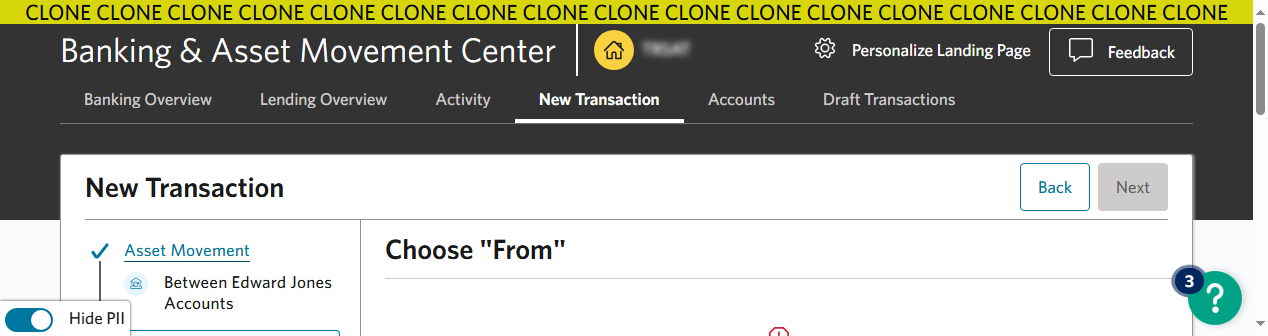 CLONE CLONE CLONE CLONE CLONE CLONE CLONE CLONE CLONE CLONE CLONE CLONE CLONE CLONE CLONE CLONE CLONE
Banking & Asset Movement Center
Personalize Landing Page
Feedback
Banking Overview
Lending Overview
Activity
New Transaction
Accounts
Draft Transactions
New Transaction
Back
Next
Asset Movement
Between Edward Jones
Accounts
Choose "From"
Hide PII
3
?